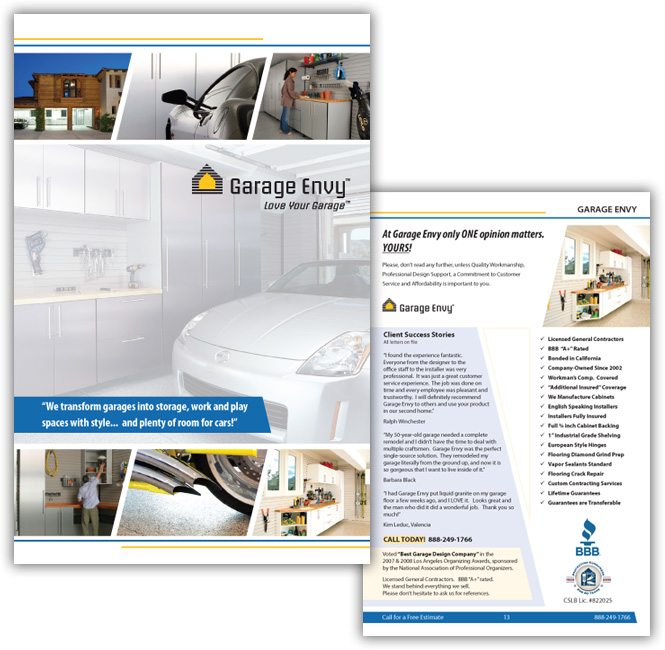 Garage Envy™
Love Your Garage™
“We transform garages into storage, work and play
spaces with style... and plenty of room for cars!”
GARAGE ENVY
At Garage Envy only ONE opinion matters.
YOURS!
Please, don't read any further, unless Quality Workmanship,
Professional Design Support, a Commitment to Customer
Service and Affordability is important to you.
Garage Envy™
Client Success Stories
All letters on file
“I found the experience fantastic.
Everyone from the designer to the
office staff to the installer was very
professional. It was just a great customer
service experience. The job was done on
time and every employee was pleasant and
trustworthy. I will definitely recommend
Garage Envy to others and use your product
in our second home.”
Ralph Winchester
“My 50-year-old garage needed a complete
remodel and I didn't have the time to deal with
multiple craftsmen. Garage Envy was the perfect
single-source solution. They remodeled my
garage literally from the ground up, and now it is
so gorgeous that I want to live inside of it.”
Barbara Black
“I had Garage Envy put liquid granite on my garage
floor a few weeks ago, and I LOVE it. Looks great and
the man who did it did a wonderful job. Thank you so
much!”
Kim Leduc, Valencia
CALL TODAY! 888-249-1766
Voted “Best Garage Design Company” in the
2007 & 2008 Los Angeles Organizing Awards, sponsored
by the National Association of Professional Organizers.
Licensed General Contractors. BBB “A+” rated.
We stand behind everything we sell.
Please don't hesitate to ask us for references.
✓ Licensed General Contractors
✓ BBB “A+” Rated
✓ Bonded in California
✓ Company-Owned Since 2002
✓ Workman's Comp. Covered
✓ “Additional Insured” Coverage
✓ We Manufacture Cabinets
✓ English Speaking Installers
✓ Installers Fully Insured
✓ Full ¾ inch Cabinet Backing
✓ 1” Industrial Grade Shelving
✓ European Style Hinges
✓ Flooring Diamond Grind Prep
✓ Vapor Sealants Standard
✓ Flooring Crack Repair
✓ Custom Contracting Services
✓ Lifetime Guarantees
✓ Guarantees are Transferable
BBB
CSLB Lic. #822025
Call for a Free Estimate 13 888-249-1766